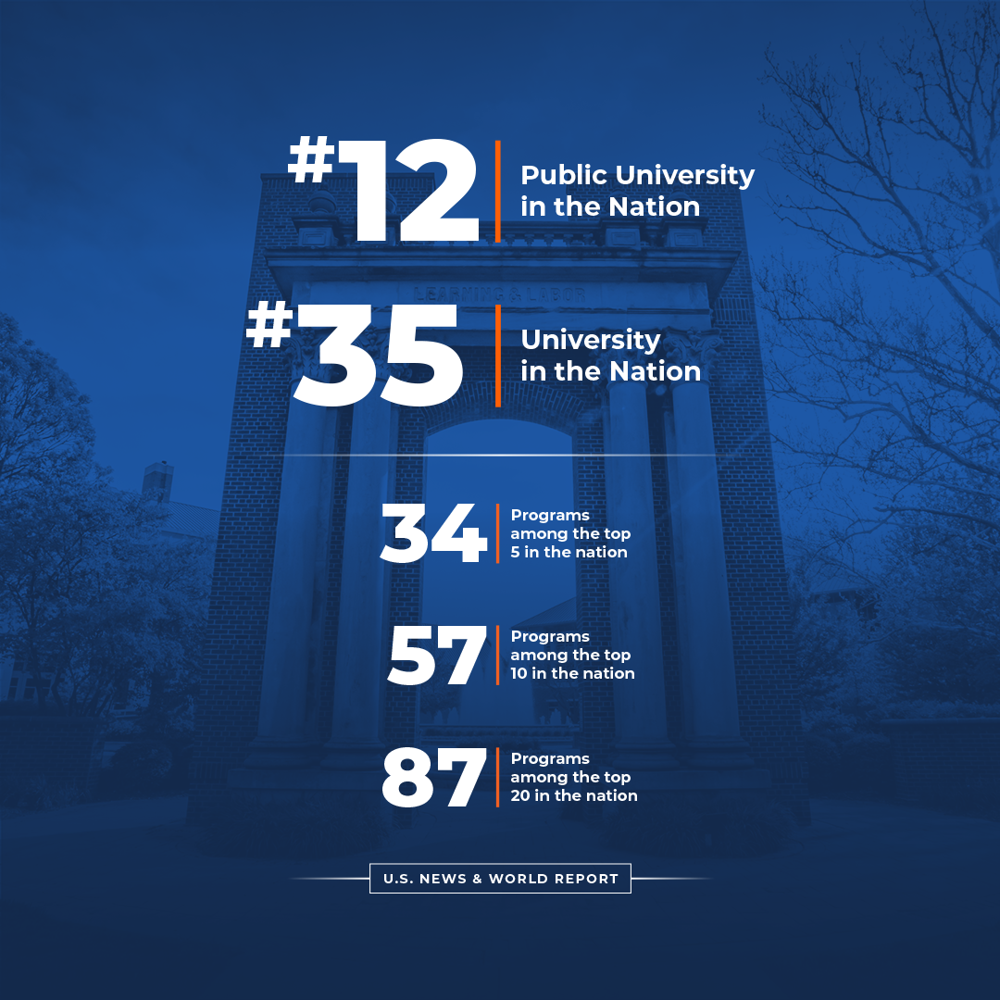 #12
Public University
in the Nation
LEARNING & LABOR
#35
University
in the Nation
34
Programs
among the top
5 in the nation
57
Programs
among the top
10 in the nation
87
Programs
among the top
20 in the nation
U.S. NEWS & WORLD REPORT